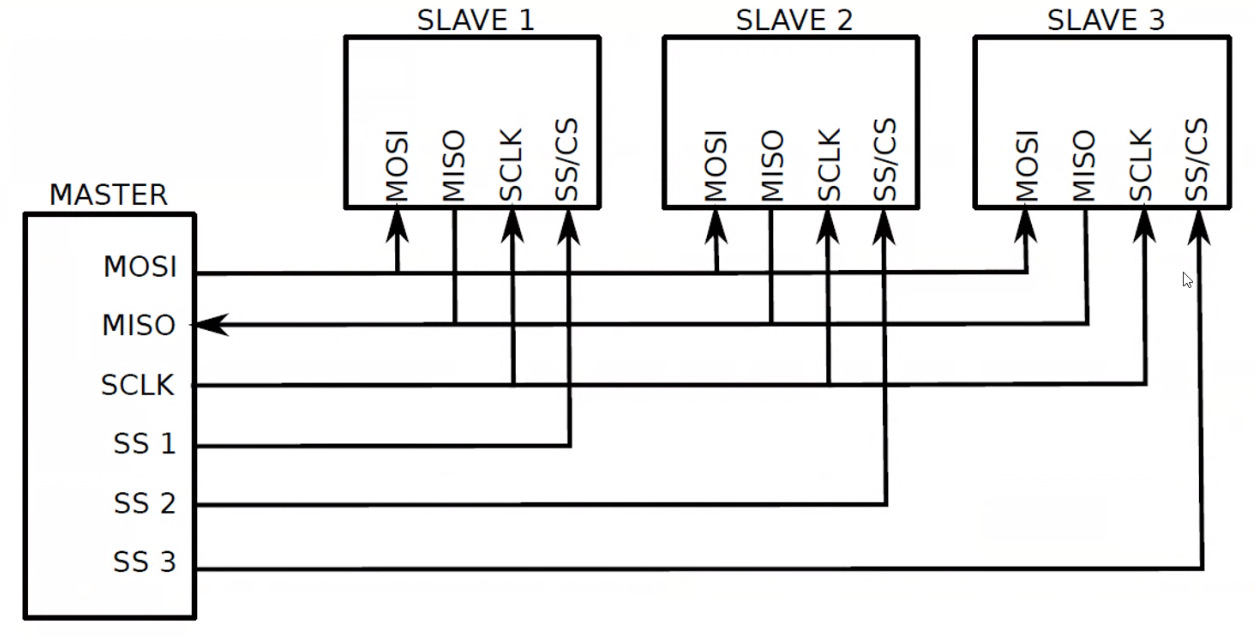 SLAVE 1
SLAVE 2
SLAVE 3
MOSI
MISO
SCLK
SS/CS
MOSI
MISO
SCLK
SS/CS
MOSI
MISO
SCLK
SS/CS
MASTER
MOSI
MISO
SCLK
SS 1
SS 2
SS 3